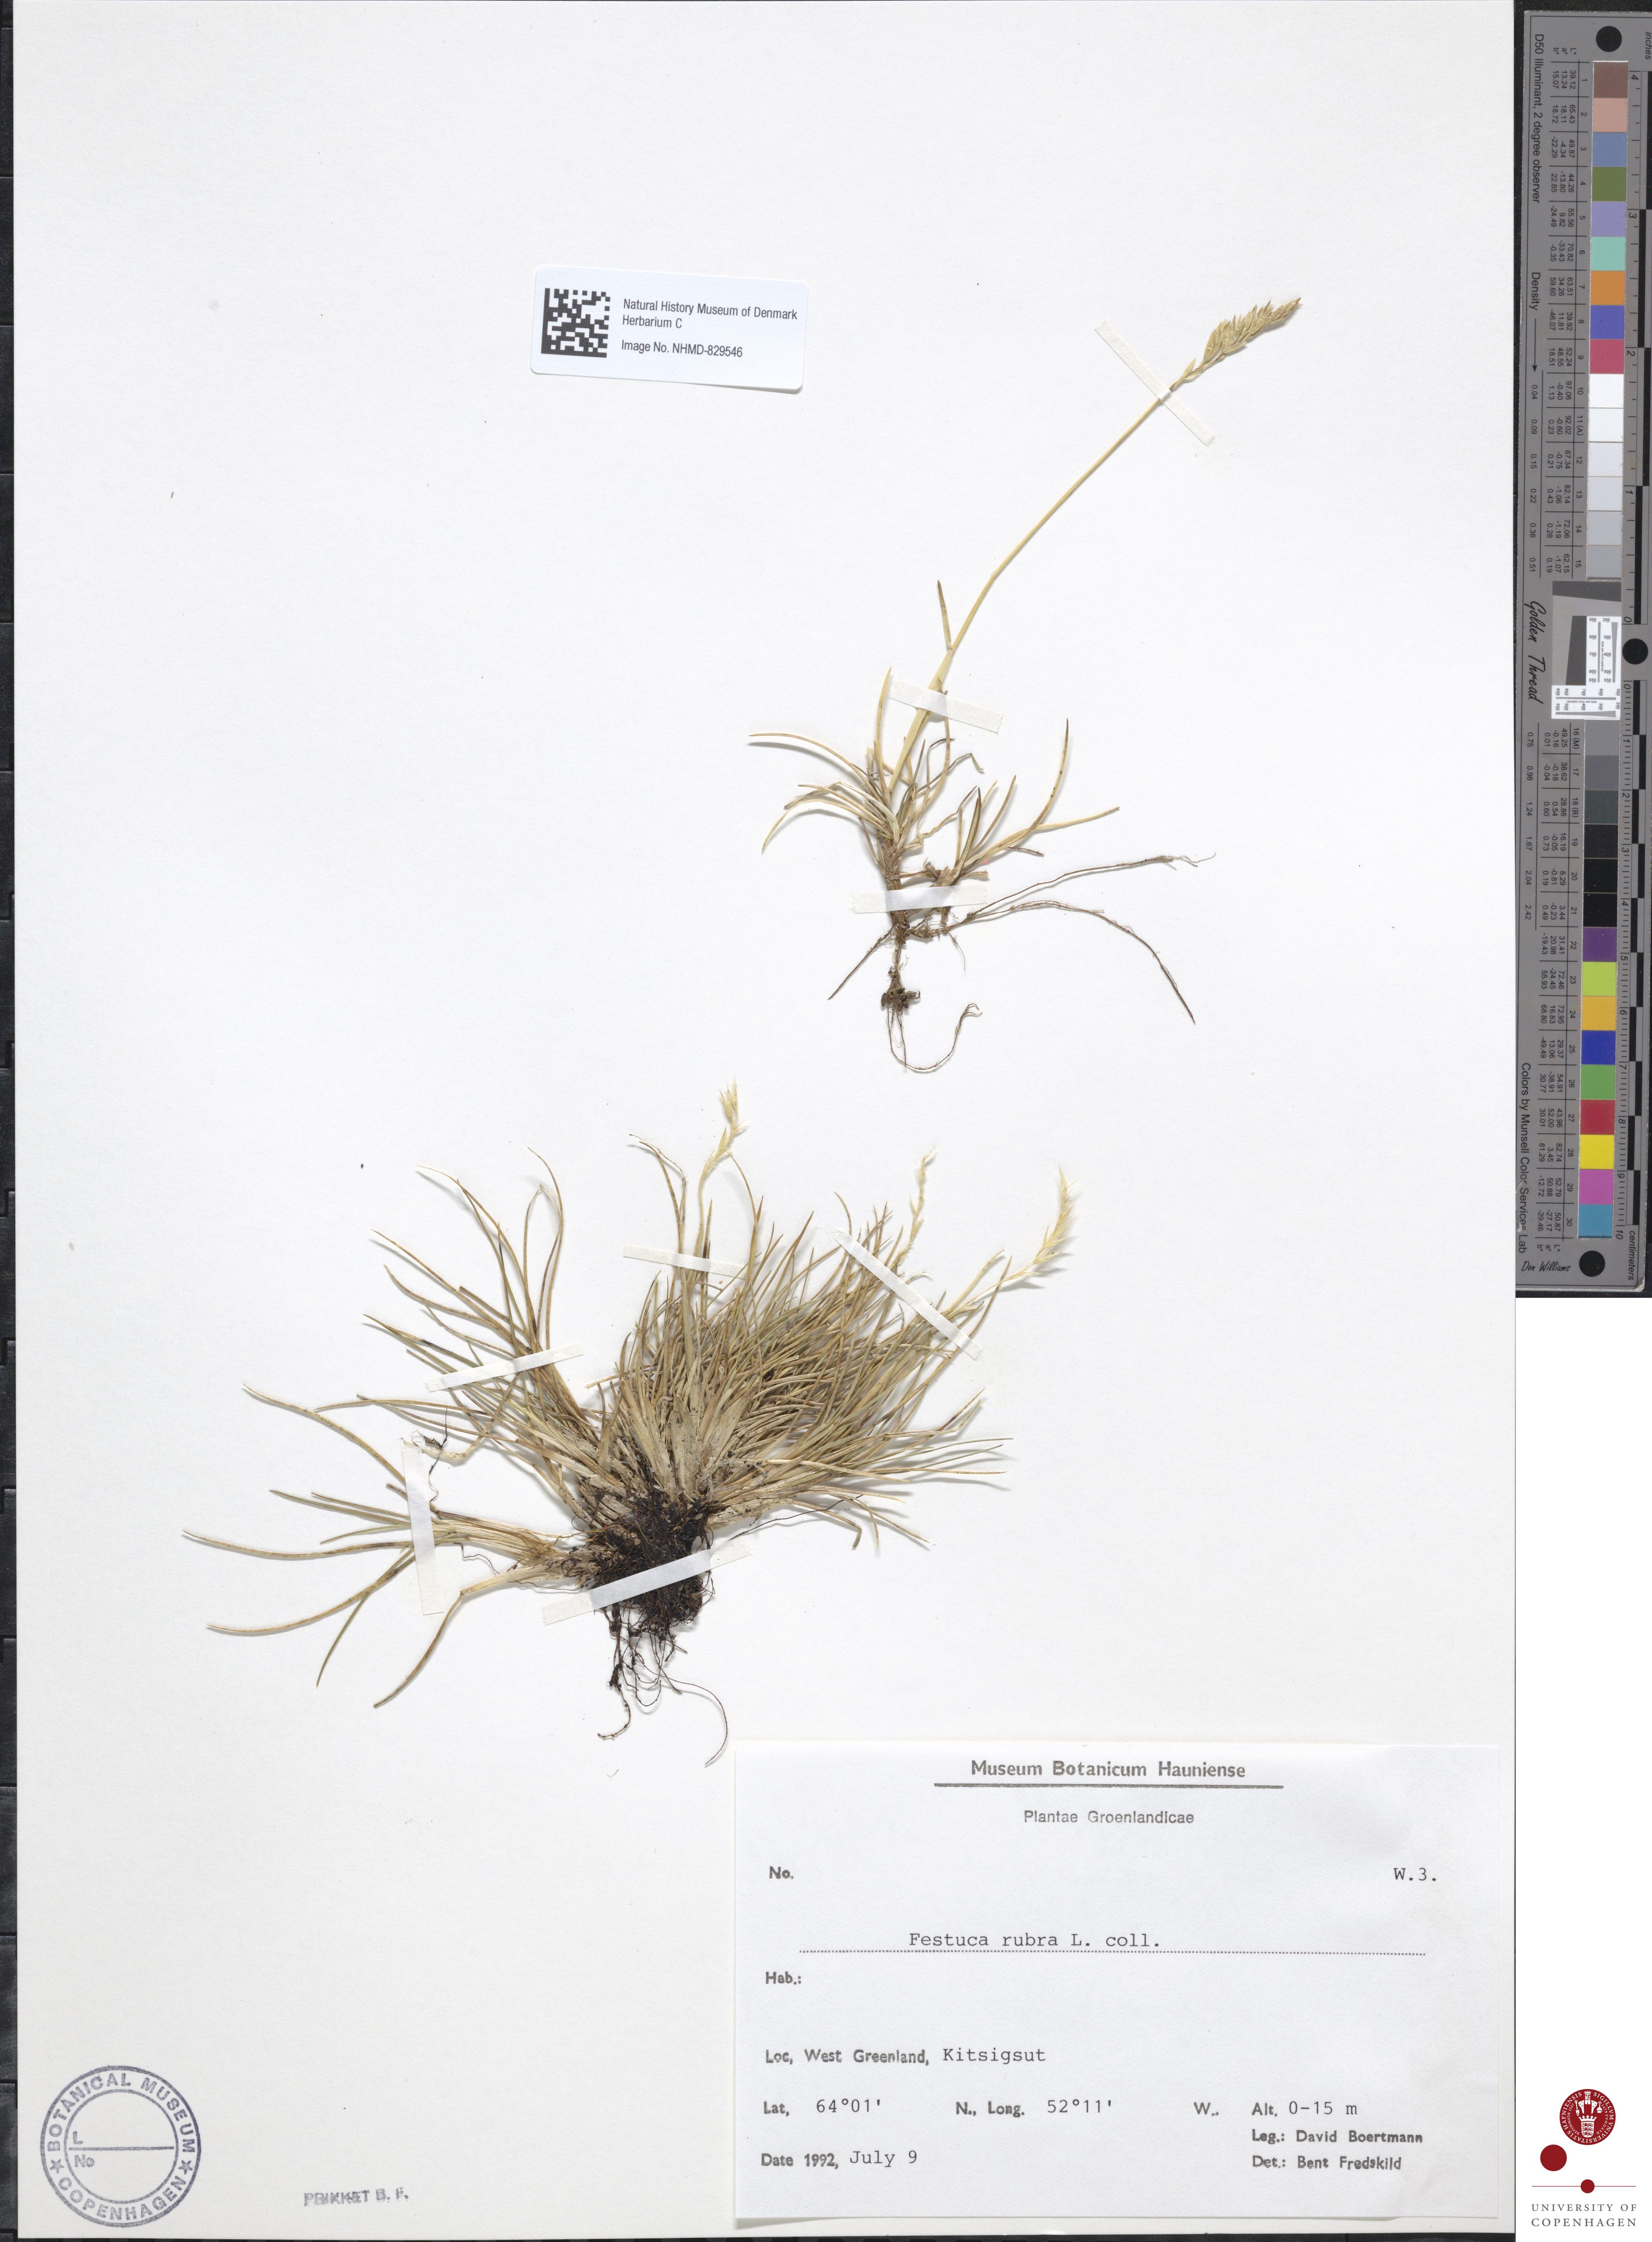 Natural History Museum of Denmark
Herbarium C
Image No. NHMD-829546
Museum Botanicum Hauniense
Plantae Groenlandicae
No. W.3.
Festuca rubra L. coll.
Hab.:
Loc, West Greenland, Kitsigsut
Lat, 64°01' N., Long. 52°11' W.. Alt. 0-15 m
Leg.: David Boertmann
Date 1992, July 9 Det.: Bent Fredskild
BOTANICAL MUSEUM
L
No
COPENHAGEN
PRIKKET B. F.
D50 Illuminant, 2 degree observer
Density
Golden Thread
Colors by Munsell Color Services Lab
Don Williams
inches
centimeters
UNIVERSITY OF
COPENHAGEN